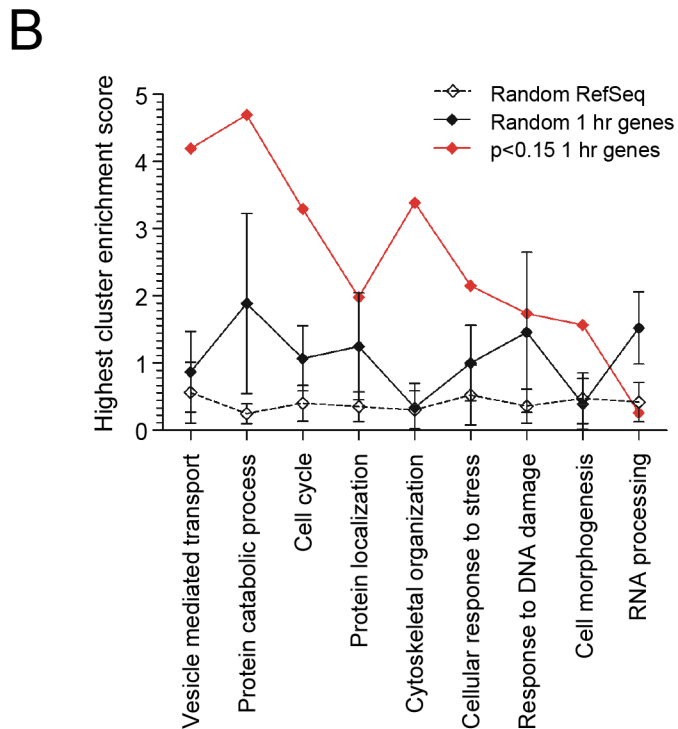 B
Highest cluster enrichment score
5
4
3
2
1
0
Random RefSeq
Random 1 hr genes
p<0.15 1 hr genes
Vesicle mediated transport
Protein catabolic process
Cell cycle
Protein localization
Cytoskeletal organization
Cellular response to stress
Response to DNA damage
Cell morphogenesis
RNA processing